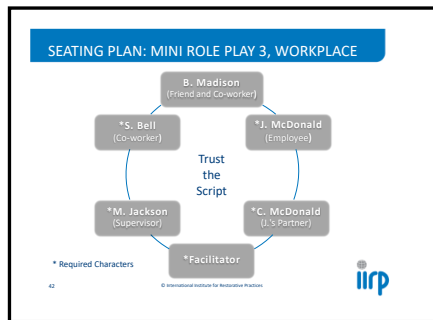 SEATING PLAN: MINI ROLE PLAY 3, WORKPLACE
B. Madison
(Friend and Co-worker)
*S. Bell
(Co-worker)
*J. McDonald
(Employee)
Trust
the
Script
*M. Jackson
(Supervisor)
*C. McDonald
(J.'s Partner)
*Facilitator
* Required Characters
42
© International Institute for Restorative Practices
iirp